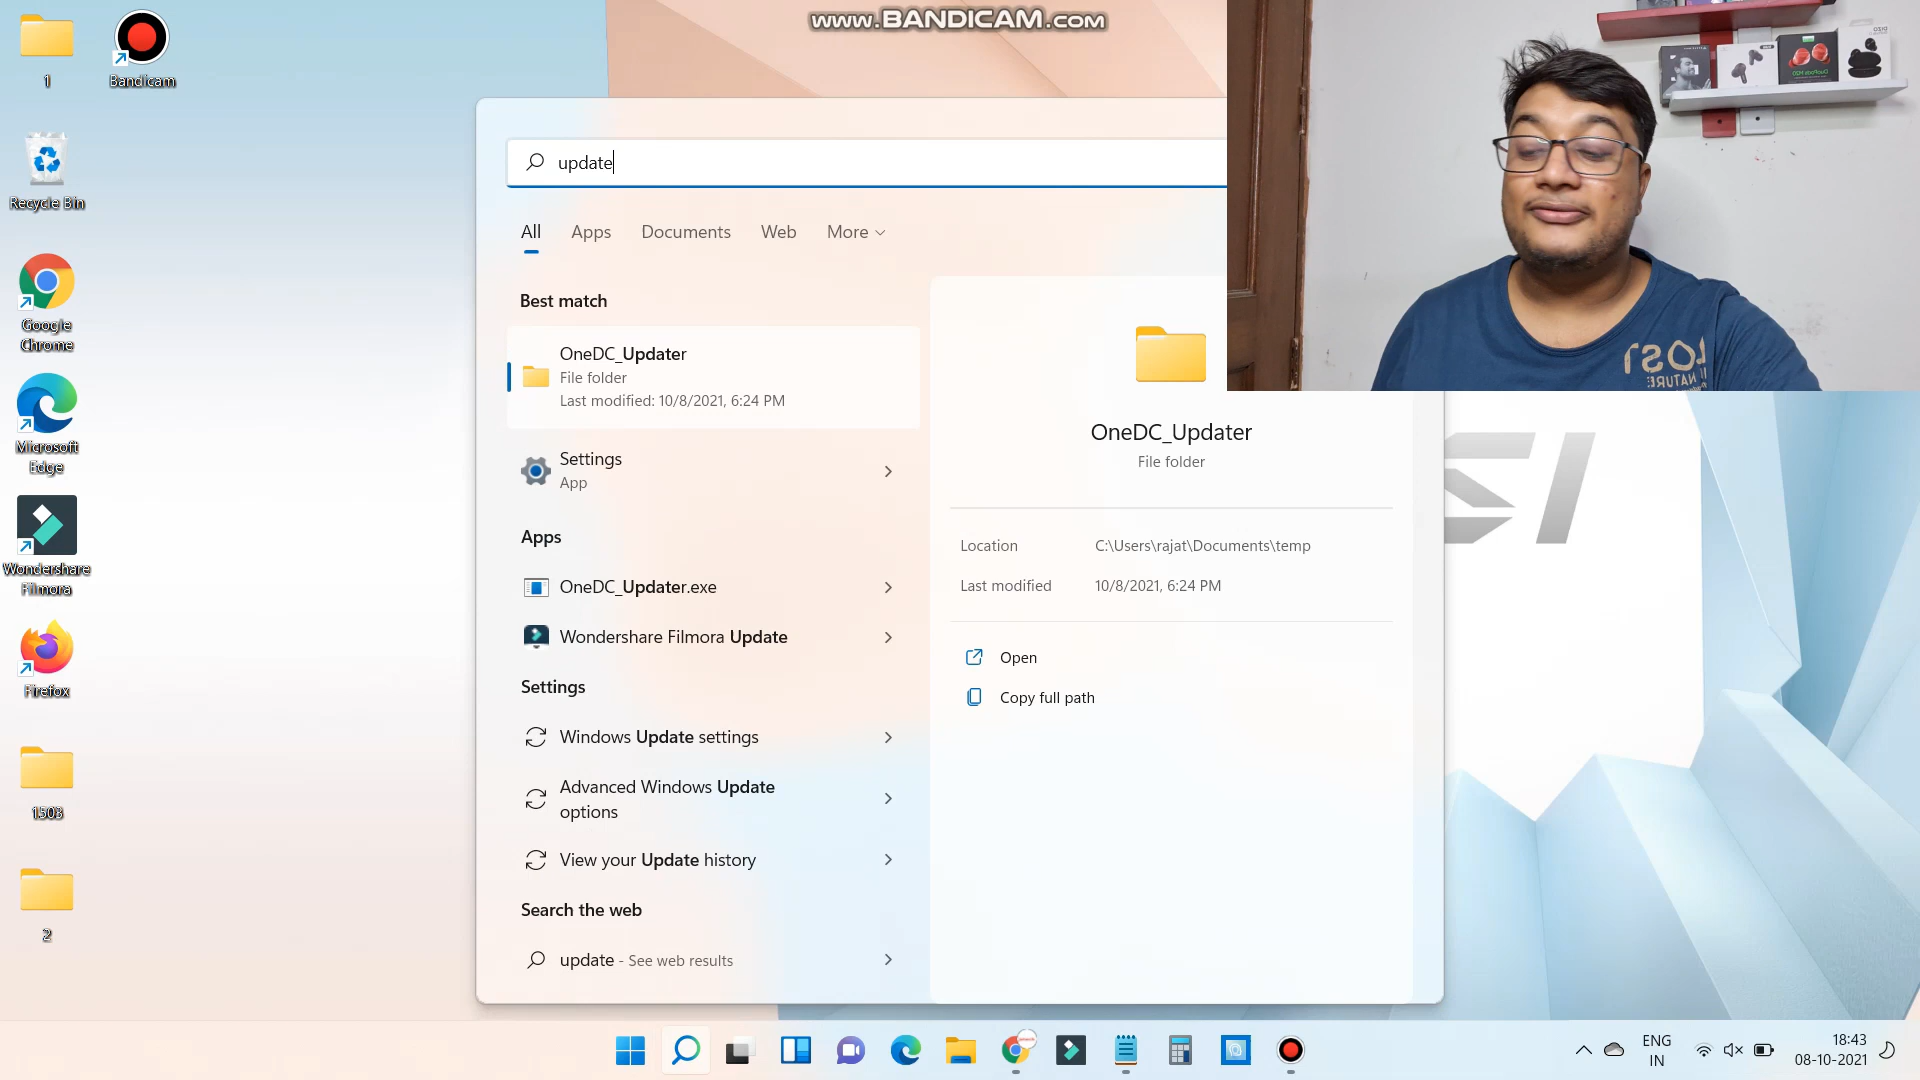 1
Bandicam
Recycle Bin
Google
Chrome
Microsoft
Edge
Wondershare
Filmora
Firefox
1503
2
www.BANDICAM.com
update
All
Apps
Documents
Web
More
Best match
OneDC_Updater
File folder
Last modified: 10/8/2021, 6:24 PM
Settings
App
Apps
OneDC_Updater.exe
Wondershare Filmora Update
Settings
Windows Update settings
Advanced Windows Update
options
View your Update history
Search the web
update - See web results
OneDC_Updater
File folder
Location C:\Users\rajat\Documents\temp
Last modified 10/8/2021, 6:24 PM
Open
Copy full path
LOST
NATURE
SI
ENG
IN
18:43
08-10-2021